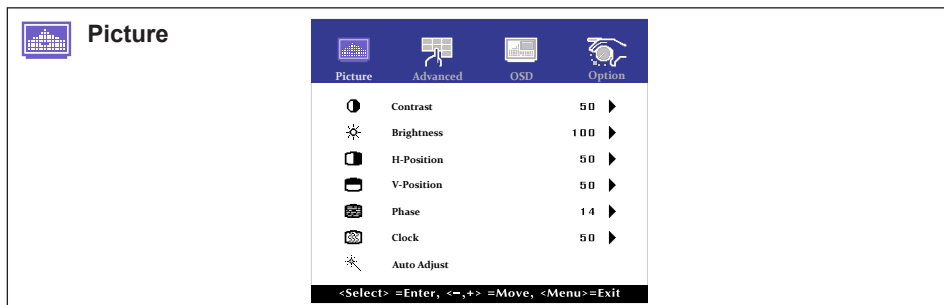 Picture
Picture Advanced OSD Option
Contrast 50
Brightness 100
H-Position 50
V-Position 50
Phase 14
Clock 50
Auto Adjust
<Select> =Enter, <−,+> =Move, <Menu>=Exit